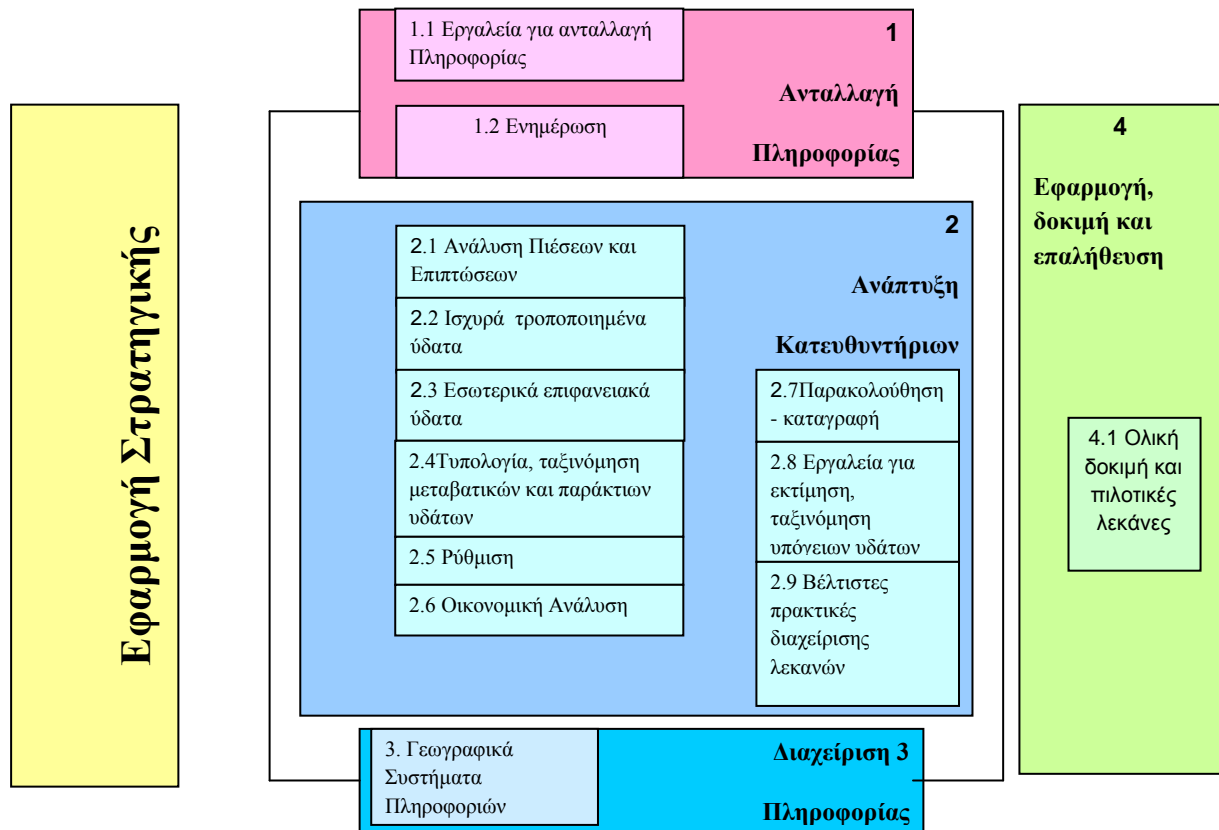 Εφαρμογή Στρατηγικής
1.1 Εργαλεία για ανταλλαγή
Πληροφορίας
1.2 Ενημέρωση
1
Ανταλλαγή
Πληροφορίας
2
Ανάπτυξη
Κατευθυντήριων
2.1 Ανάλυση Πιέσεων και
Επιπτώσεων
2.2 Ισχυρά τροποποιημένα
ύδατα
2.3 Εσωτερικά επιφανειακά
ύδατα
2.4Τυπολογία, ταξινόμηση
μεταβατικών και παράκτιων
υδάτων
2.5 Ρύθμιση
2.6 Οικονομική Ανάλυση
2.7Παρακολούθηση
- καταγραφή
2.8 Εργαλεία για
εκτίμηση,
ταξινόμηση
υπόγειων υδάτων
2.9 Βέλτιστες
πρακτικές
διαχείρισης
λεκανών
3. Γεωγραφικά
Συστήματα
Πληροφοριών
Διαχείριση 3
Πληροφορίας
4
Εφαρμογή,
δοκιμή και
επαλήθευση
4.1 Ολική
δοκιμή και
πιλοτικές
λεκάνες